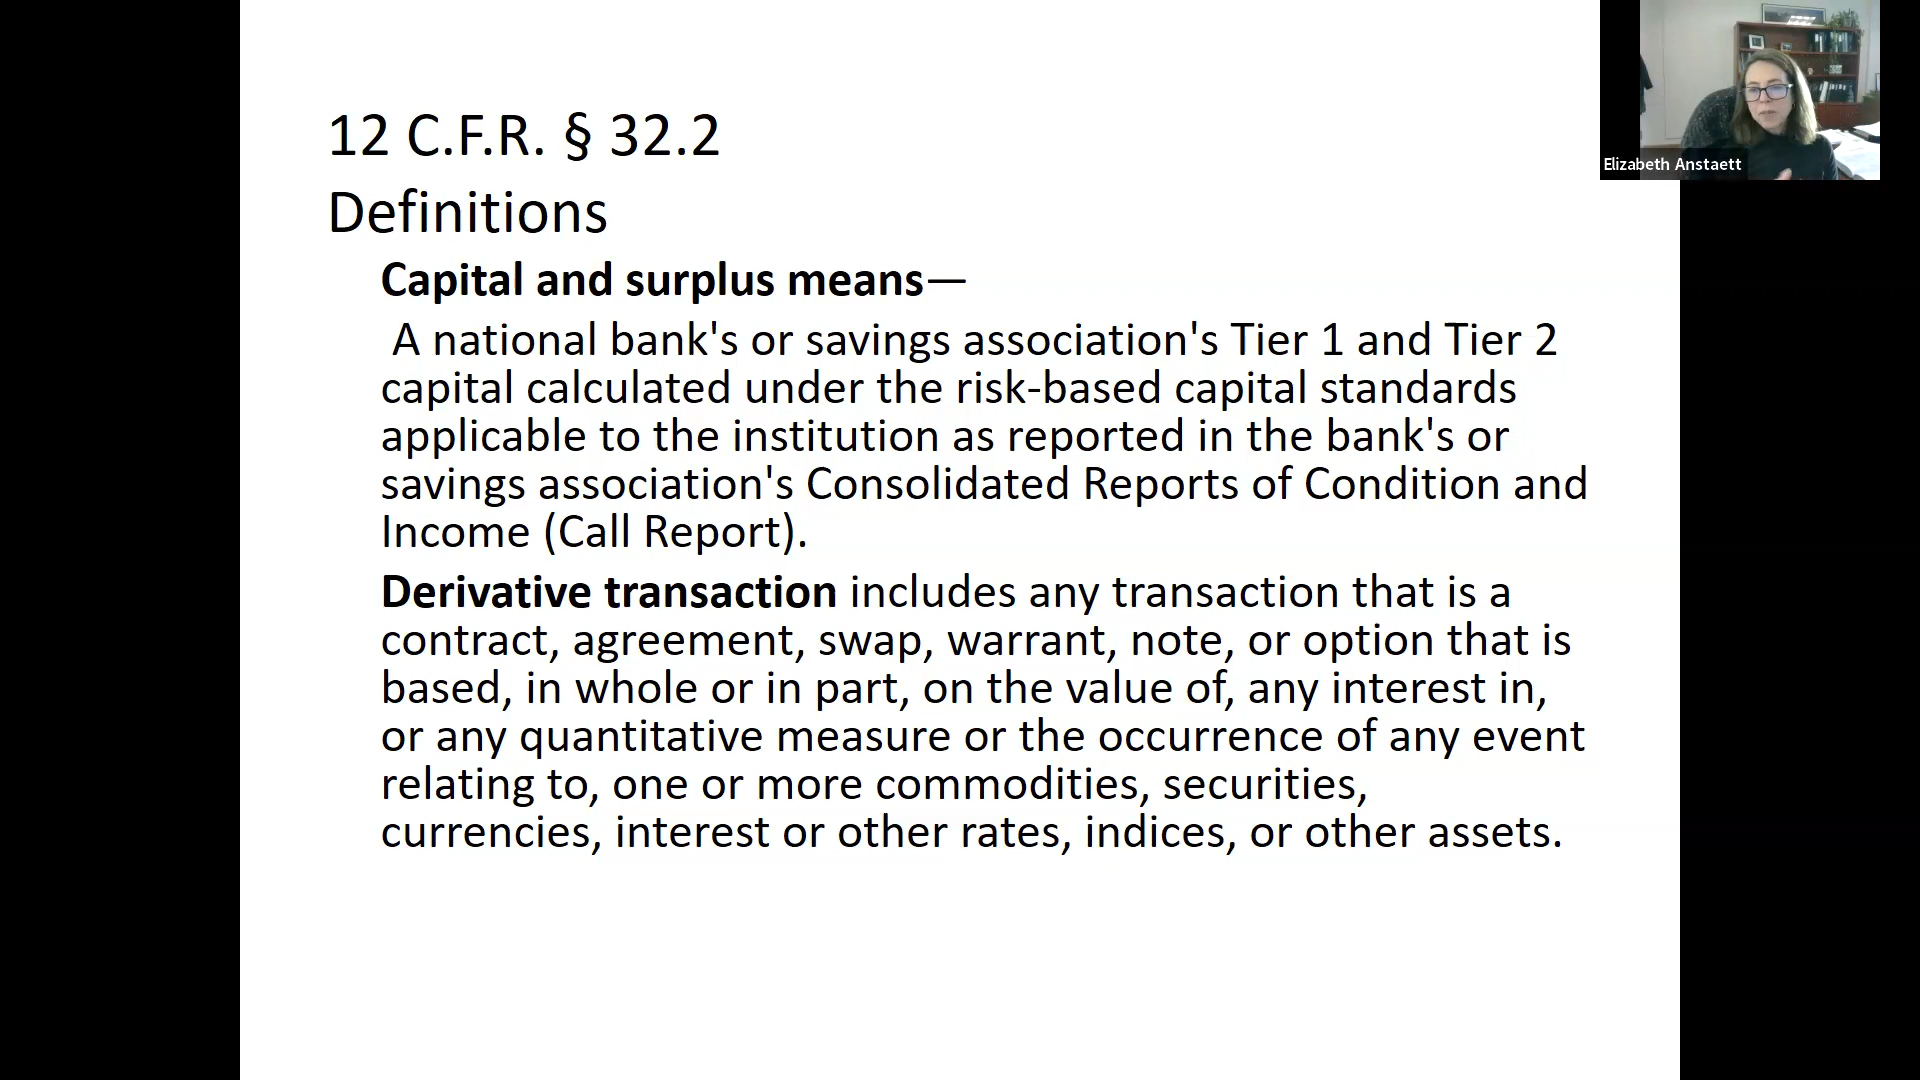 12 C.F.R. § 32.2
Definitions
Capital and surplus means—
A national bank's or savings association's Tier 1 and Tier 2
capital calculated under the risk-based capital standards
applicable to the institution as reported in the bank's or
savings association's Consolidated Reports of Condition and
Income (Call Report).
Derivative transaction includes any transaction that is a
contract, agreement, swap, warrant, note, or option that is
based, in whole or in part, on the value of, any interest in,
or any quantitative measure or the occurrence of any event
relating to, one or more commodities, securities,
currencies, interest or other rates, indices, or other assets.
Elizabeth Anstaett